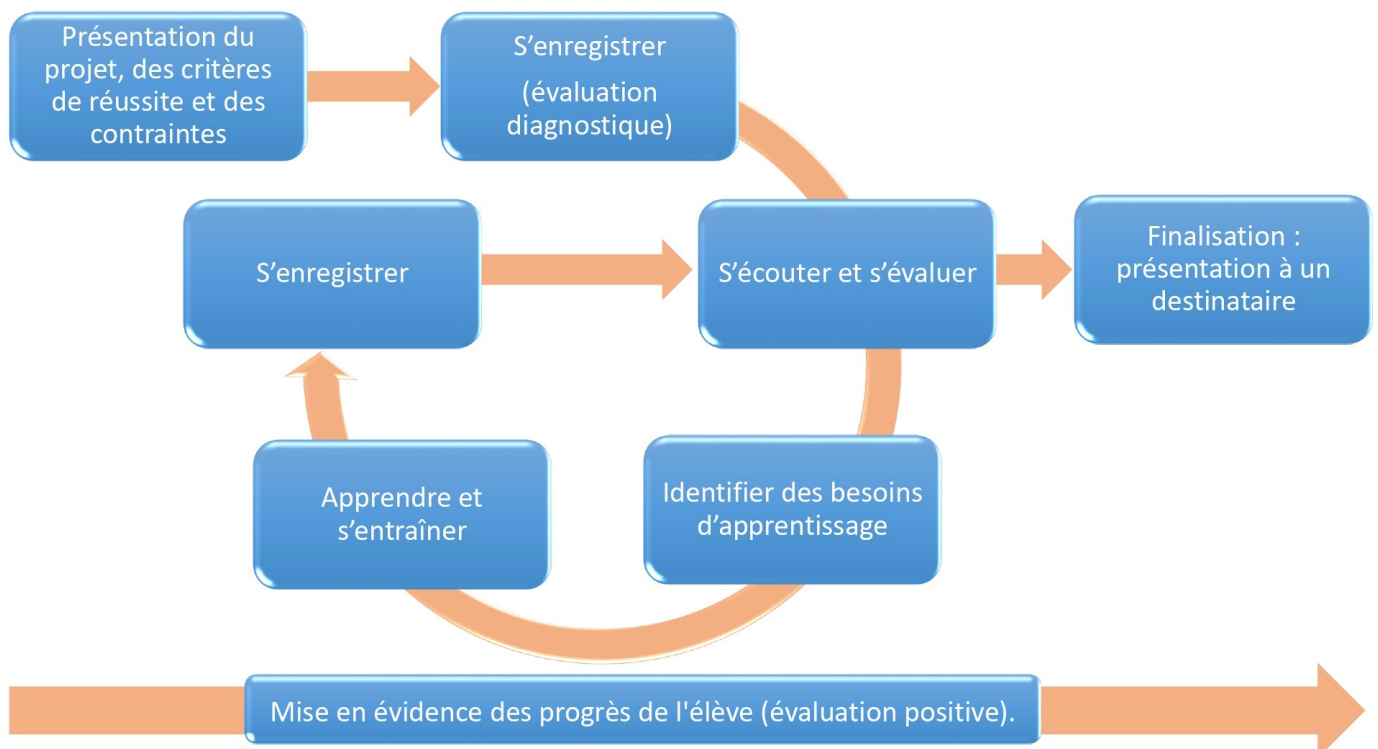 Présentation du
projet, des critères
de réussite et des
contraintes
S’enregistrer
(évaluation
diagnostique)
S’enregistrer
S’écouter et s’évaluer
Finalisation :
présentation à un
destinataire
Apprendre et
s’entraîner
Identifier des besoins
d’apprentissage
Mise en évidence des progrès de l'élève (évaluation positive).